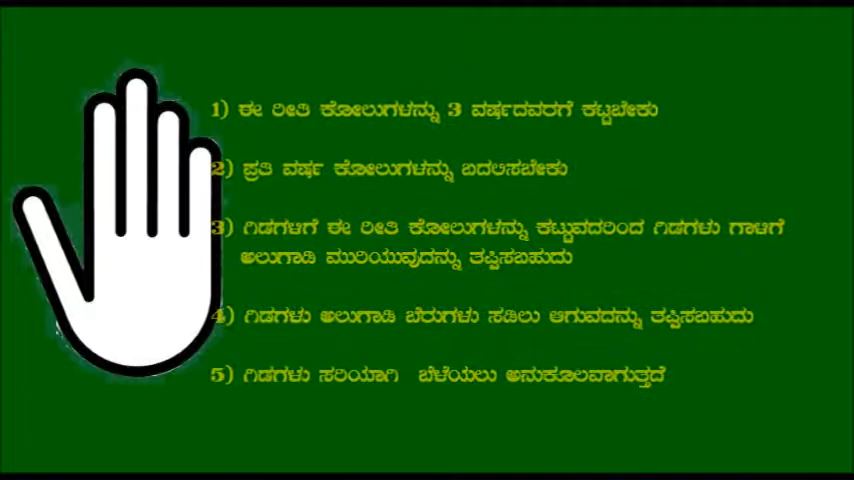 1) ಈ ರೀತಿ ಕೋಲುಗಳನ್ನು 3 ವರ್ಷದವರಗೆ ಕಟ್ಟಬೇಕು
2) ಪ್ರತಿ ವರ್ಷ ಕೋಲುಗಳನ್ನು ಬದಲಿಸಬೇಕು
3) ಗಿಡಗಳಿಗೆ ಈ ರೀತಿ ಕೋಲುಗಳನ್ನು ಕಟ್ಟುವದರಿಂದ ಗಿಡಗಳು ಗಾಳಿಗೆ
ಅಲುಗಾಡಿ ಮುರಿಯುವುದನ್ನು ತಪ್ಪಿಸಬಹುದು
4) ಗಿಡಗಳು ಅಲುಗಾಡಿ ಬೆರುಗಳು ಸಡಿಲು ಆಗುವದನ್ನು ತಪ್ಪಿಸಬಹುದು
5) ಗಿಡಗಳು ಸರಿಯಾಗಿ ಬೆಳೆಯಲು ಅನುಕೂಲವಾಗುತ್ತದೆ